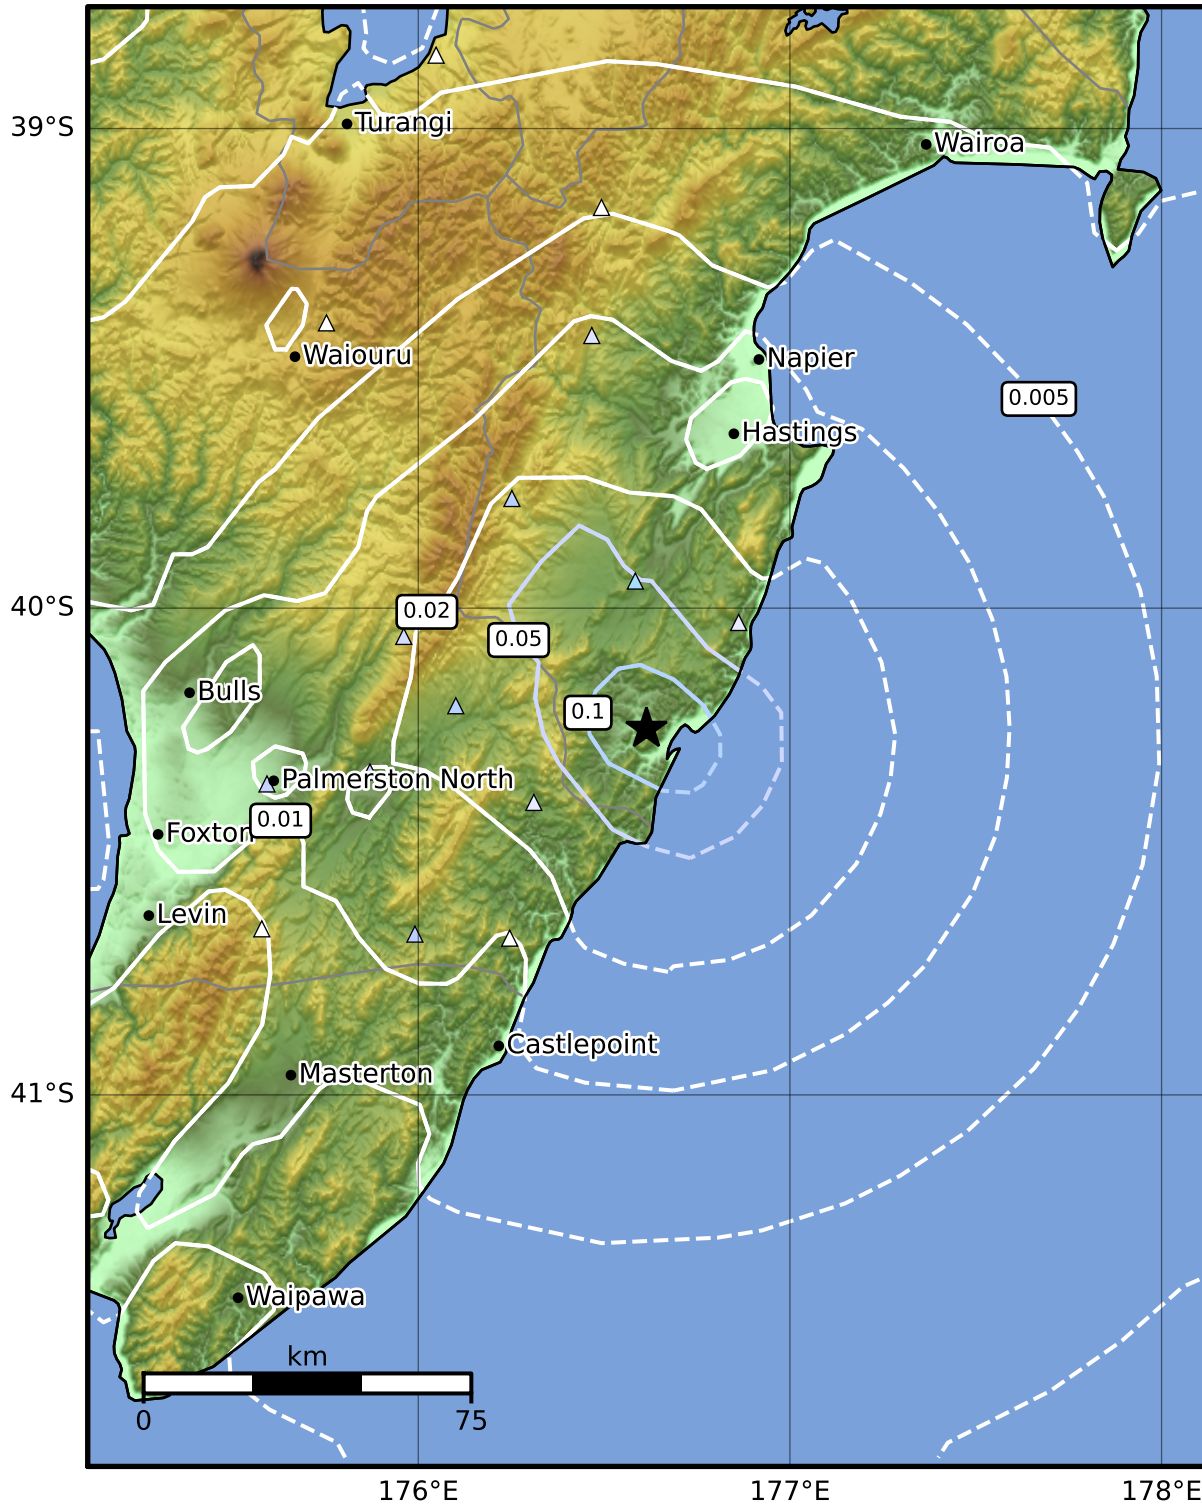 39°S
Turangi
Wairoa
Waiouru
Napier
0.005
Hastings
40°S
0.02
0.05
Bulls
0.1
Palmerston North
0.01
Foxton
Levin
Castlepoint
Masterton
41°S
Waipawa
km
0 75
176°E 177°E 178°E